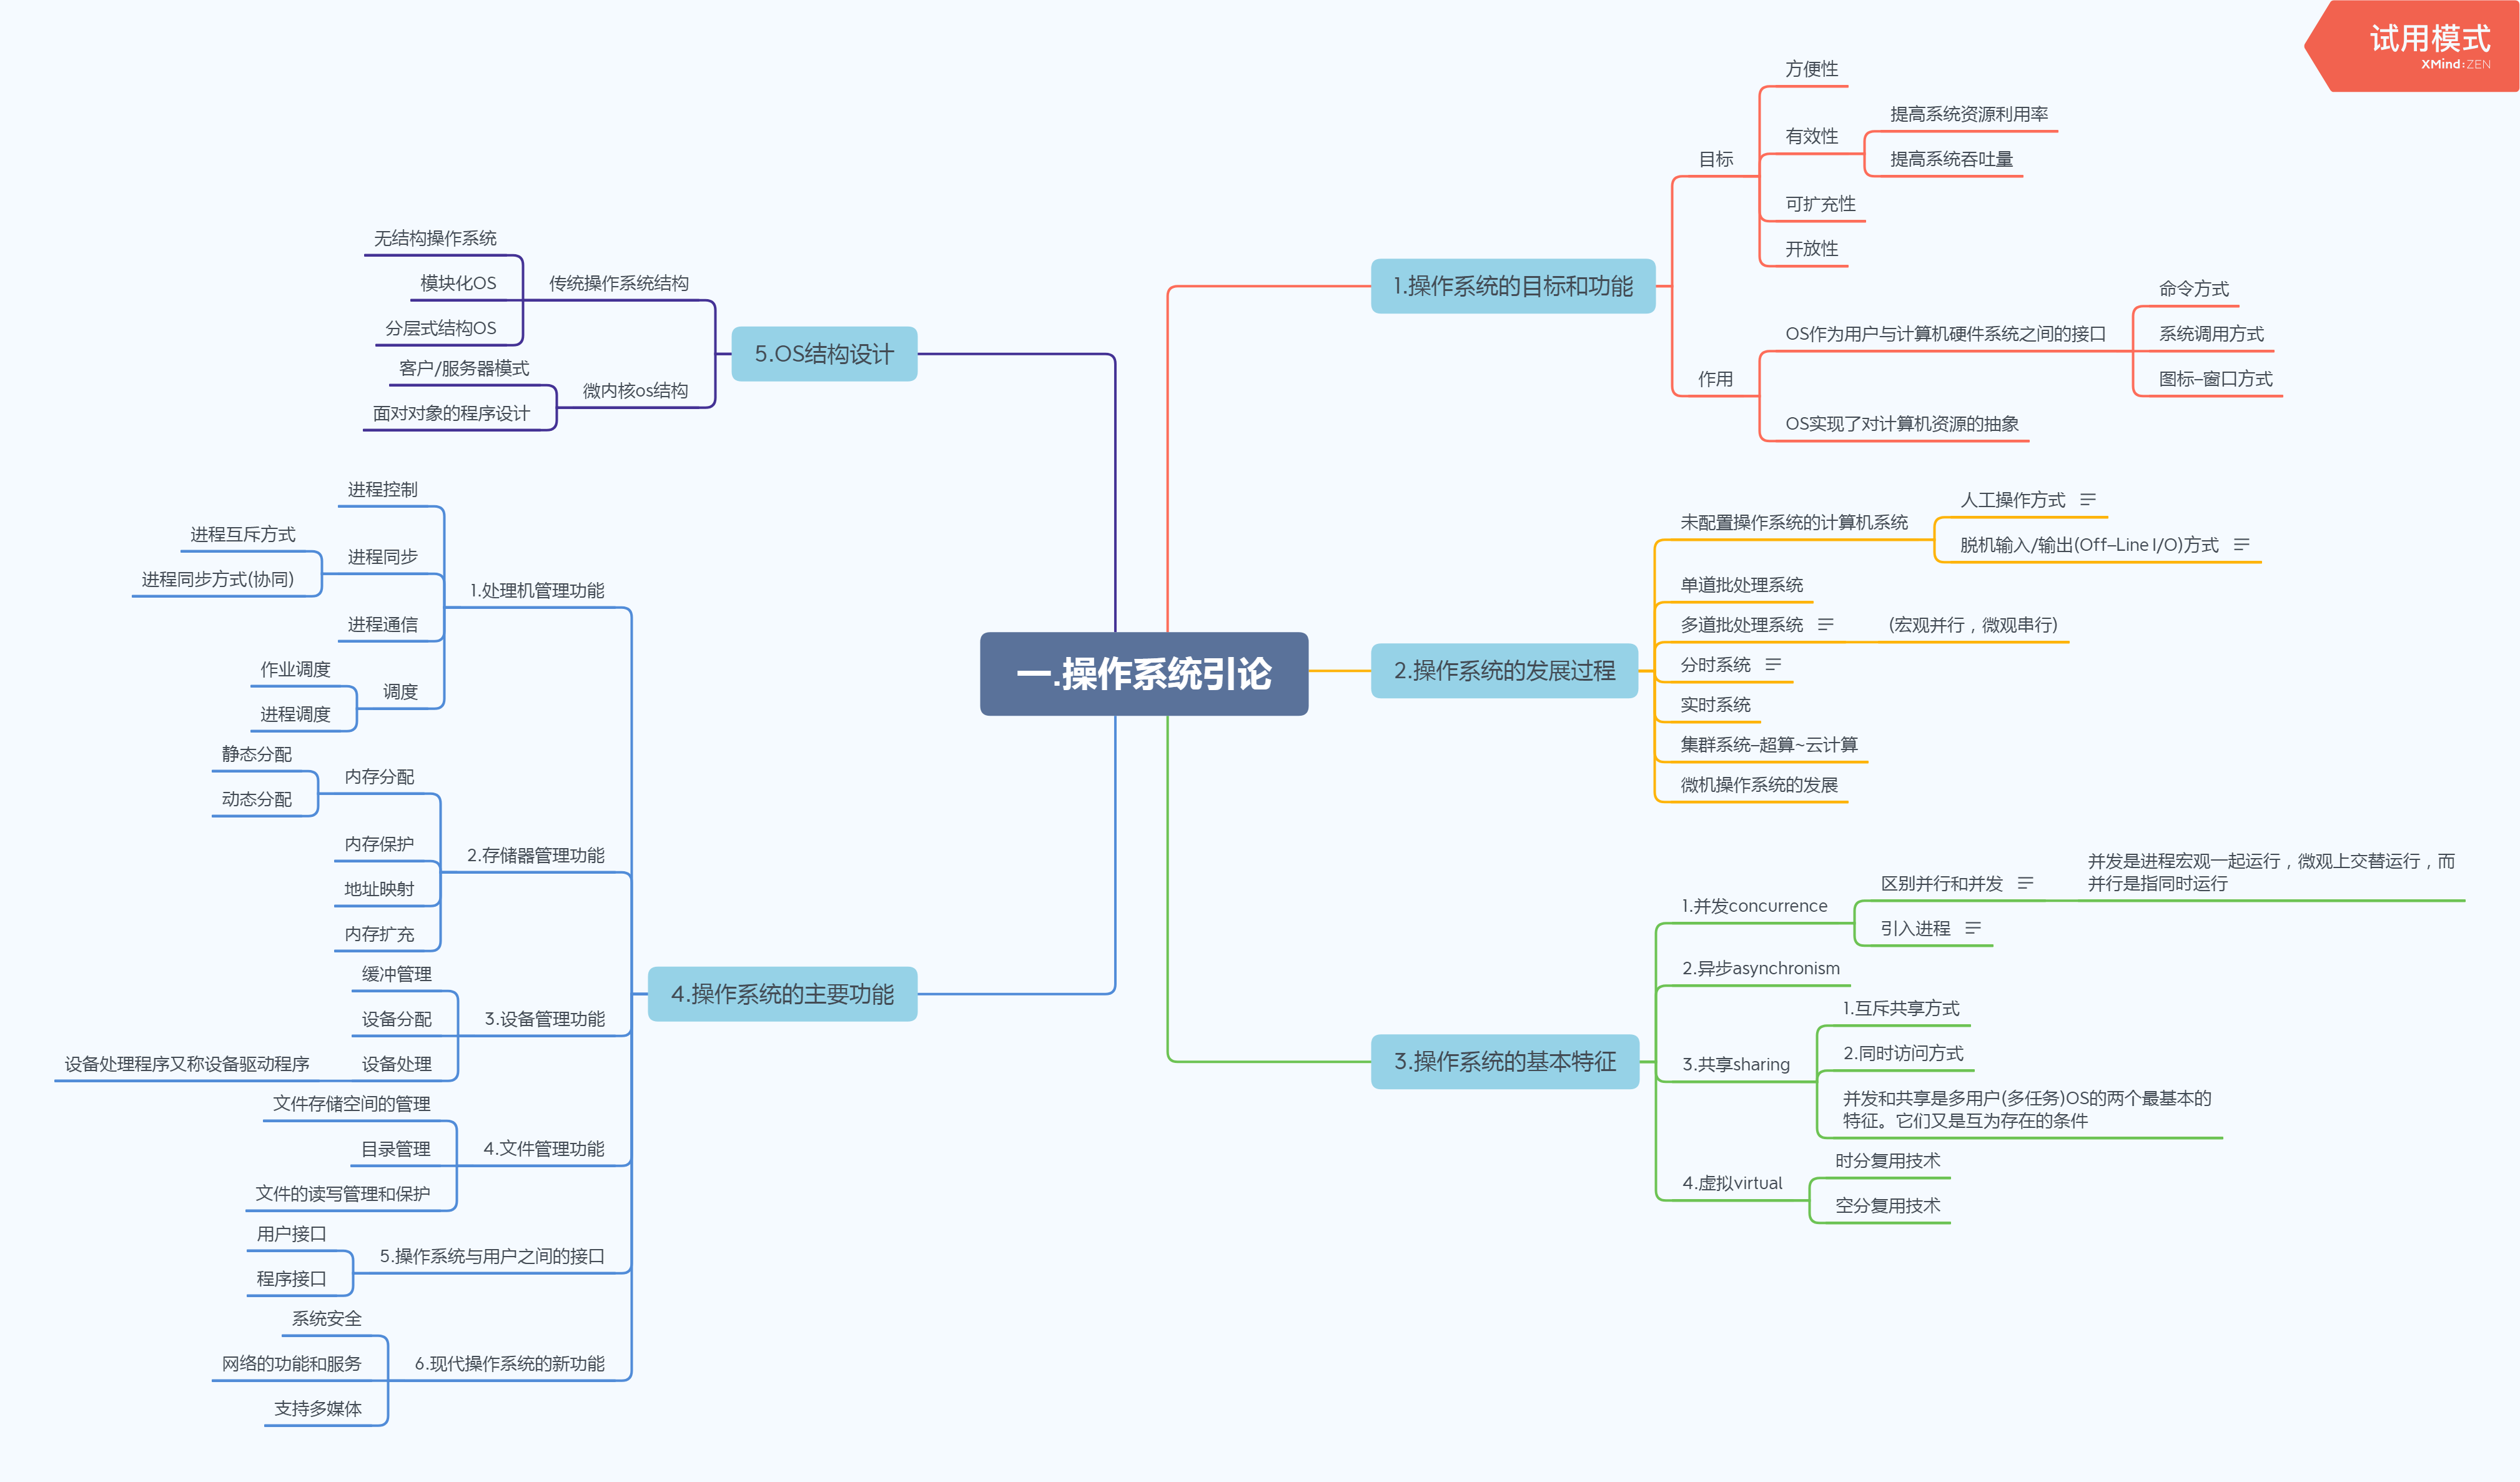 试用模式
XMind:ZEN
一.操作系统引论
1.操作系统的目标和功能
目标
方便性
有效性
提高系统资源利用率
提高系统吞吐量
可扩充性
开放性
作用
OS作为用户与计算机硬件系统之间的接口
命令方式
系统调用方式
图标–窗口方式
OS实现了对计算机资源的抽象
2.操作系统的发展过程
未配置操作系统的计算机系统
人工操作方式
脱机输入/输出(Off–Line I/O)方式
单道批处理系统
多道批处理系统
(宏观并行，微观串行)
分时系统
实时系统
集群系统–超算~云计算
微机操作系统的发展
3.操作系统的基本特征
1.并发concurrence
区别并行和并发
并发是进程宏观一起运行，微观上交替运行，而
并行是指同时运行
引入进程
2.异步asynchronism
3.共享sharing
1.互斥共享方式
2.同时访问方式
并发和共享是多用户(多任务)OS的两个最基本的
特征。它们又是互为存在的条件
4.虚拟virtual
时分复用技术
空分复用技术
4.操作系统的主要功能
1.处理机管理功能
进程控制
进程同步
进程互斥方式
进程同步方式(协同)
进程通信
调度
作业调度
进程调度
2.存储器管理功能
内存分配
静态分配
动态分配
内存保护
地址映射
内存扩充
3.设备管理功能
缓冲管理
设备分配
设备处理
设备处理程序又称设备驱动程序
4.文件管理功能
文件存储空间的管理
目录管理
文件的读写管理和保护
5.操作系统与用户之间的接口
用户接口
程序接口
6.现代操作系统的新功能
系统安全
网络的功能和服务
支持多媒体
5.OS结构设计
传统操作系统结构
无结构操作系统
模块化OS
分层式结构OS
微内核os结构
客户/服务器模式
面对对象的程序设计